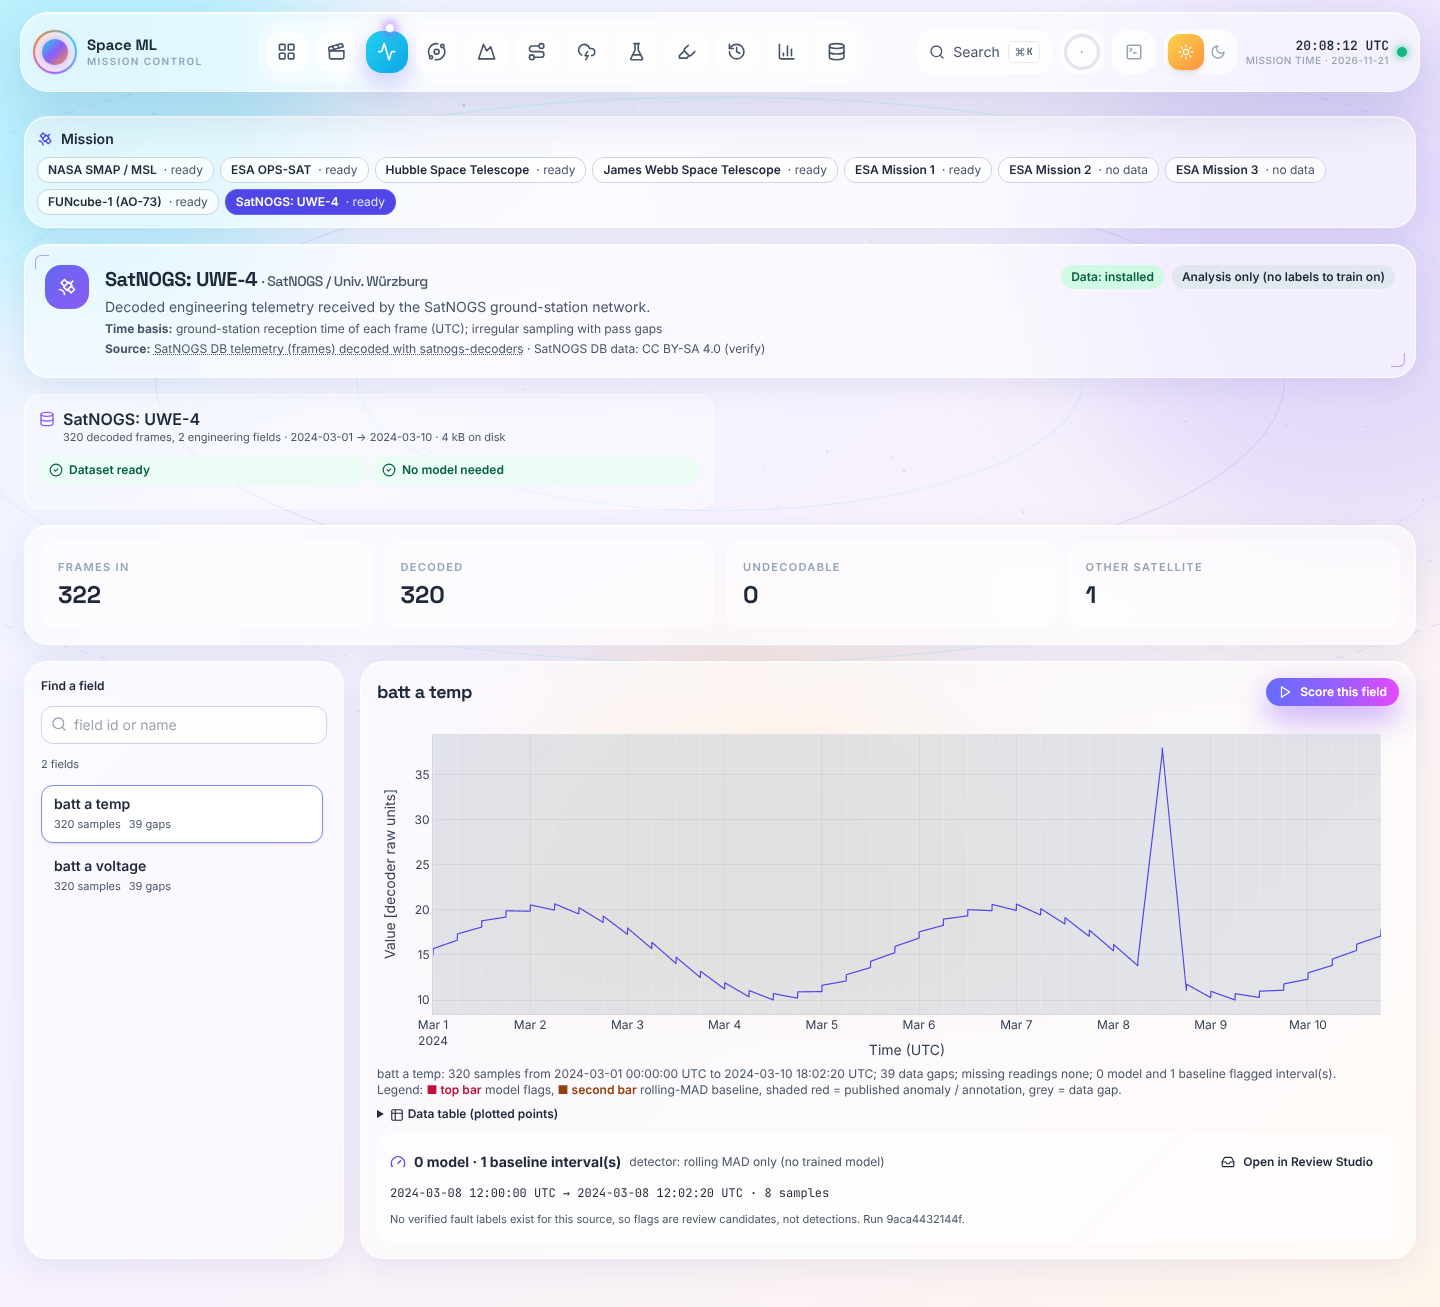 Space ML
MISSION CONTROL
Search ⌘K
20:08:12 UTC
MISSION TIME · 2026-11-21
Mission
NASA SMAP / MSL · ready
ESA OPS-SAT · ready
Hubble Space Telescope · ready
James Webb Space Telescope · ready
ESA Mission 1 · ready
ESA Mission 2 · no data
ESA Mission 3 · no data
FUNcube-1 (AO-73) · ready
SatNOGS: UWE-4 · ready
SatNOGS: UWE-4 · SatNOGS / Univ. Würzburg
Data: installed
Analysis only (no labels to train on)
Decoded engineering telemetry received by the SatNOGS ground-station network.
Time basis: ground-station reception time of each frame (UTC); irregular sampling with pass gaps
Source: SatNOGS DB telemetry (frames) decoded with satnogs-decoders · SatNOGS DB data: CC BY-SA 4.0 (verify)
SatNOGS: UWE-4
320 decoded frames, 2 engineering fields · 2024-03-01 → 2024-03-10 · 4 kB on disk
Dataset ready
No model needed
FRAMES IN
322
DECODED
320
UNDECODABLE
0
OTHER SATELLITE
1
Find a field
field id or name
2 fields
batt a temp
320 samples 39 gaps
batt a voltage
320 samples 39 gaps
batt a temp
Score this field
Value [decoder raw units]
35
30
25
20
15
10
Mar 1
2024
Mar 2
Mar 3
Mar 4
Mar 5
Mar 6
Mar 7
Mar 8
Mar 9
Mar 10
Time (UTC)
batt a temp: 320 samples from 2024-03-01 00:00:00 UTC to 2024-03-10 18:02:20 UTC; 39 data gaps; missing readings none; 0 model and 1 baseline flagged interval(s).
Legend: ■ top bar model flags, ■ second bar rolling-MAD baseline, shaded red = published anomaly / annotation, grey = data gap.
Data table (plotted points)
0 model · 1 baseline interval(s) detector: rolling MAD only (no trained model)
Open in Review Studio
2024-03-08 12:00:00 UTC → 2024-03-08 12:02:20 UTC · 8 samples
No verified fault labels exist for this source, so flags are review candidates, not detections. Run 9aca4432144f.